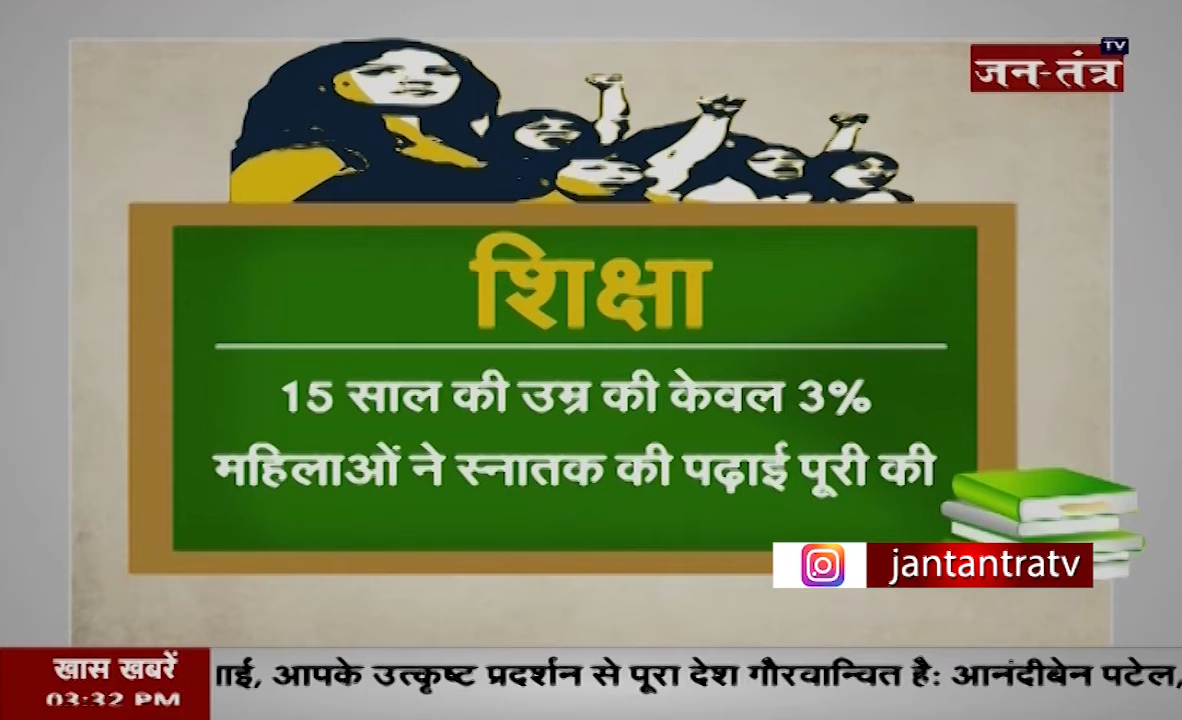 TV
जन-तंत्र
शिक्षा
15 साल की उम्र की केवल 3%
महिलाओं ने स्नातक की पढ़ाई पूरी की
jantantratv
खास खबरें
03:32 PM
आपके उत्कृष्ट प्रदर्शन से पूरा देश गौरवान्वित है: आनंदीबेन पटेल,